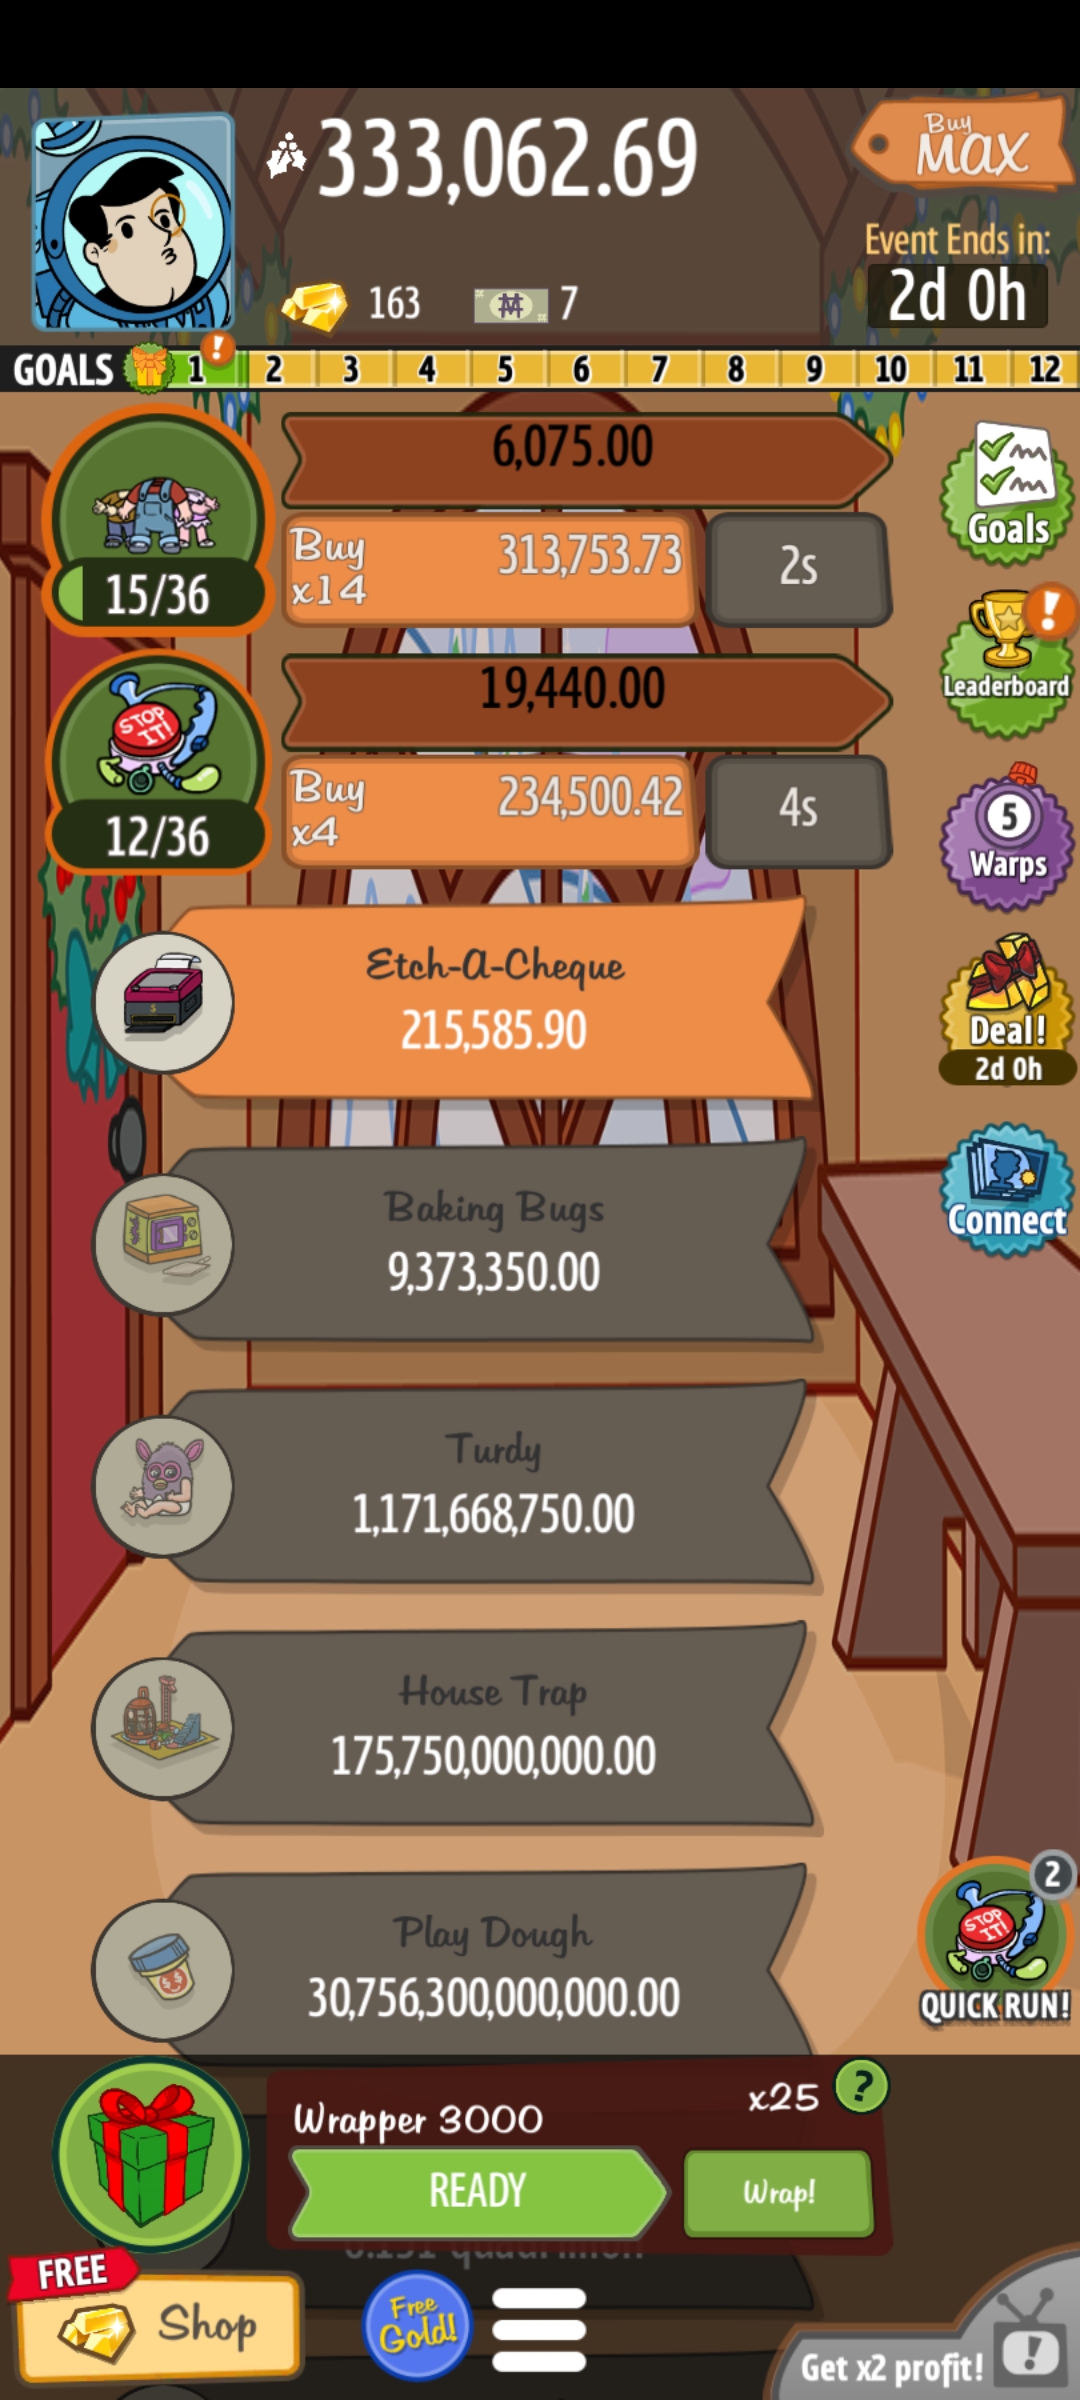 333,062.69
Buy
MAX
Event Ends in:
2d 0h
163
7
GOALS 1 ! 2 3 4 5 6 7 8 9 10 11 12
6,075.00
Buy
x14
313,753.73
2s
15/36
Goals
19,440.00
STOP
IT!
Buy
x4
234,500.42
4s
12/36
!
Leaderboard
5
Warps
Etch-A-Cheque
215,585.90
Deal!
2d 0h
Baking Bugs
9,373,350.00
Connect
Turdy
1,171,668,750.00
House Trap
175,750,000,000.00
Play Dough
30,756,300,000,000.00
2
STOP
IT!
QUICK RUN!
Wrapper 3000
x25
?
READY
Wrap!
FREE
Shop
Free
Gold!
Get x2 profit!
!